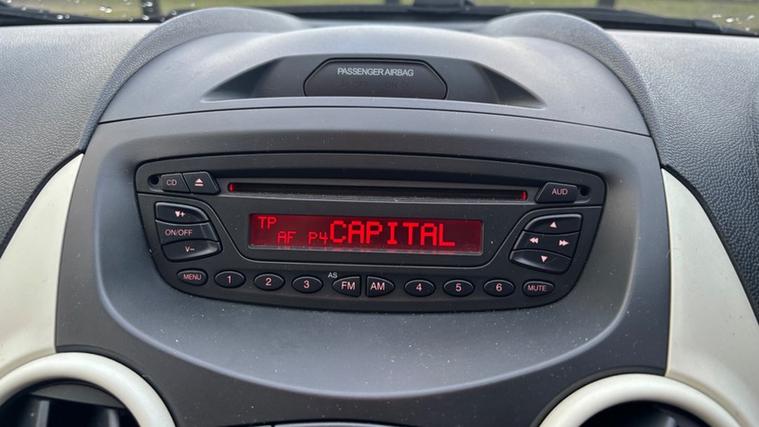 PASSENGER AIRBAG
CD
AUD
V+
ON/OFF
V-
TP
AF P4 CAPITAL
MENU 1 2 3 AS FM AM 4 5 6 MUTE